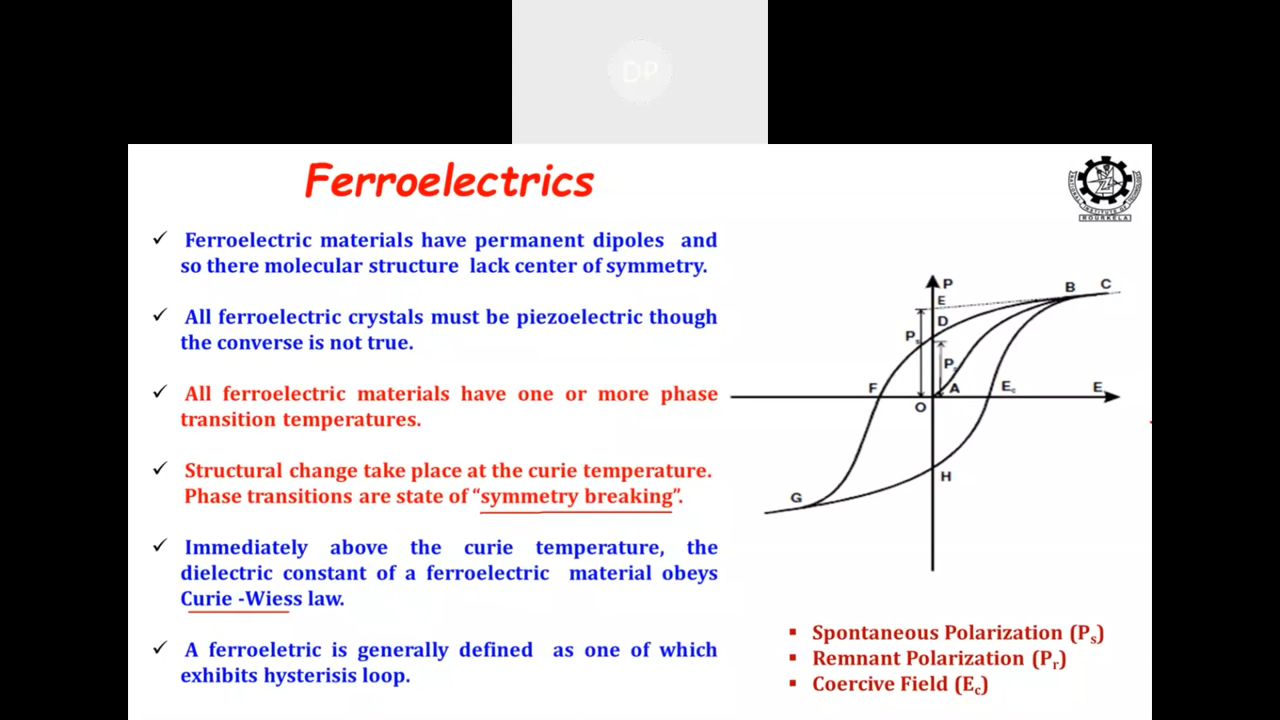 DP
Ferroelectrics
✓ Ferroelectric materials have permanent dipoles and
so there molecular structure lack center of symmetry.
✓ All ferroelectric crystals must be piezoelectric though
the converse is not true.
✓ All ferroelectric materials have one or more phase
transition temperatures.
✓ Structural change take place at the curie temperature.
Phase transitions are state of “symmetry breaking”.
✓ Immediately above the curie temperature, the
dielectric constant of a ferroelectric material obeys
Curie -Wiess law.
✓ A ferroeletric is generally defined as one of which
exhibits hysterisis loop.
ROURKELA
P
E
B
C
D
Ps
P
F
A
Ec
E
O
H
G
▪ Spontaneous Polarization (Ps)
▪ Remnant Polarization (Pr)
▪ Coercive Field (Ec)